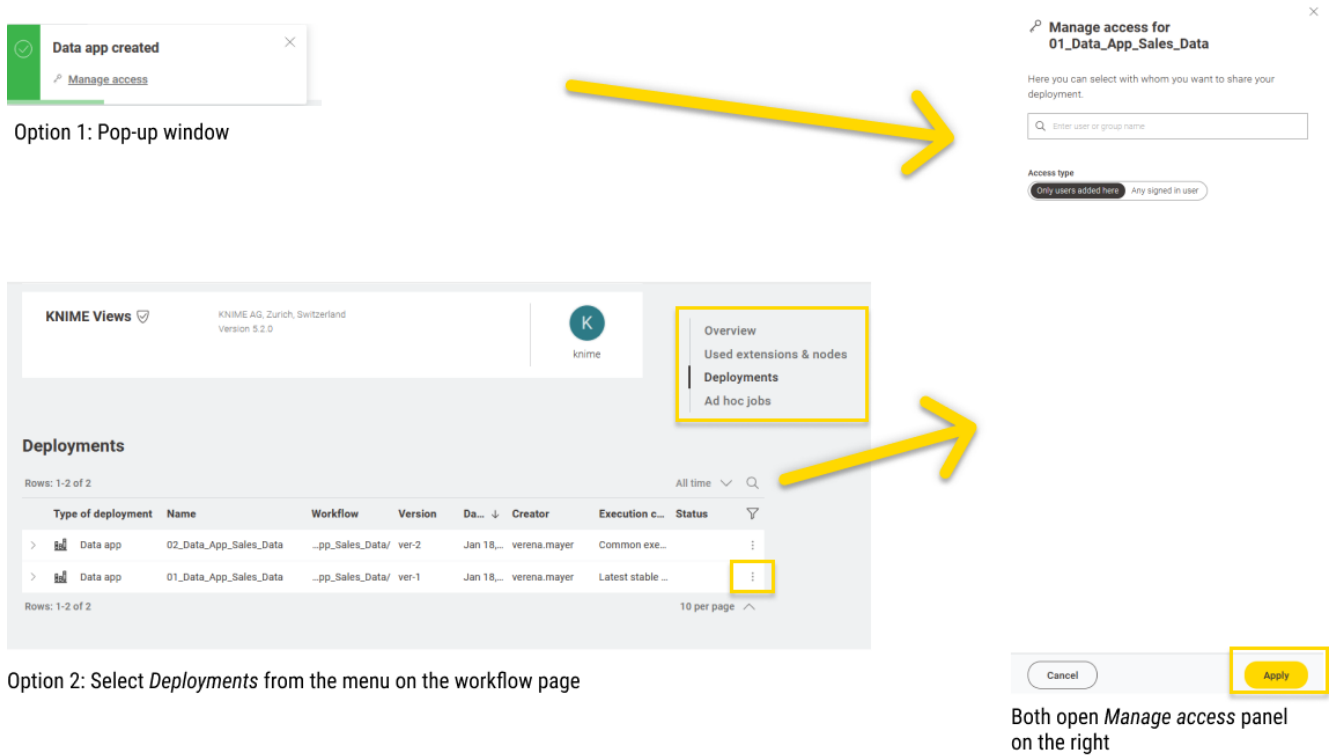 Data app created
Manage access
Option 1: Pop-up window
Manage access for
01_Data_App_Sales_Data
Here you can select with whom you want to share your
deployment.
Enter user or group name
Access type
Only users added here Any signed in user
KNIME Views
KNIME AG, Zurich, Switzerland
Version 5.2.0
K
knime
Overview
Used extensions & nodes
Deployments
Ad hoc jobs
Deployments
Rows: 1-2 of 2 All time
Type of deployment Name Workflow Version Da... Creator Execution c... Status
Data app 02_Data_App_Sales_Data ...pp_Sales_Data/ ver-2 Jan 18,... verena.mayer Common exe...
Data app 01_Data_App_Sales_Data ...pp_Sales_Data/ ver-1 Jan 18,... verena.mayer Latest stable ...
Rows: 1-2 of 2 10 per page
Option 2: Select Deployments from the menu on the workflow page
Cancel Apply
Both open Manage access panel
on the right